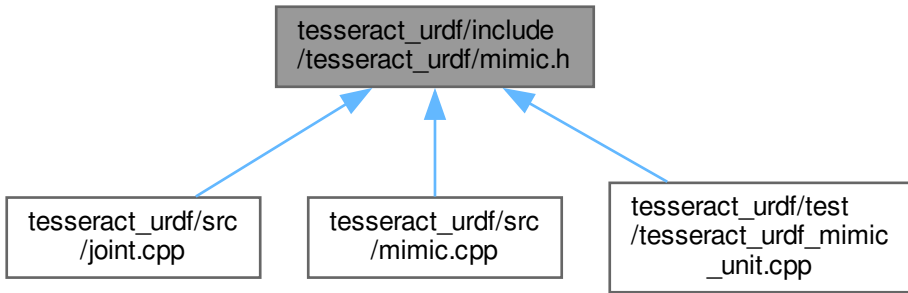 tesseract_urdf/include
/tesseract_urdf/mimic.h
tesseract_urdf/src
/joint.cpp
tesseract_urdf/src
/mimic.cpp
tesseract_urdf/test
/tesseract_urdf_mimic
_unit.cpp